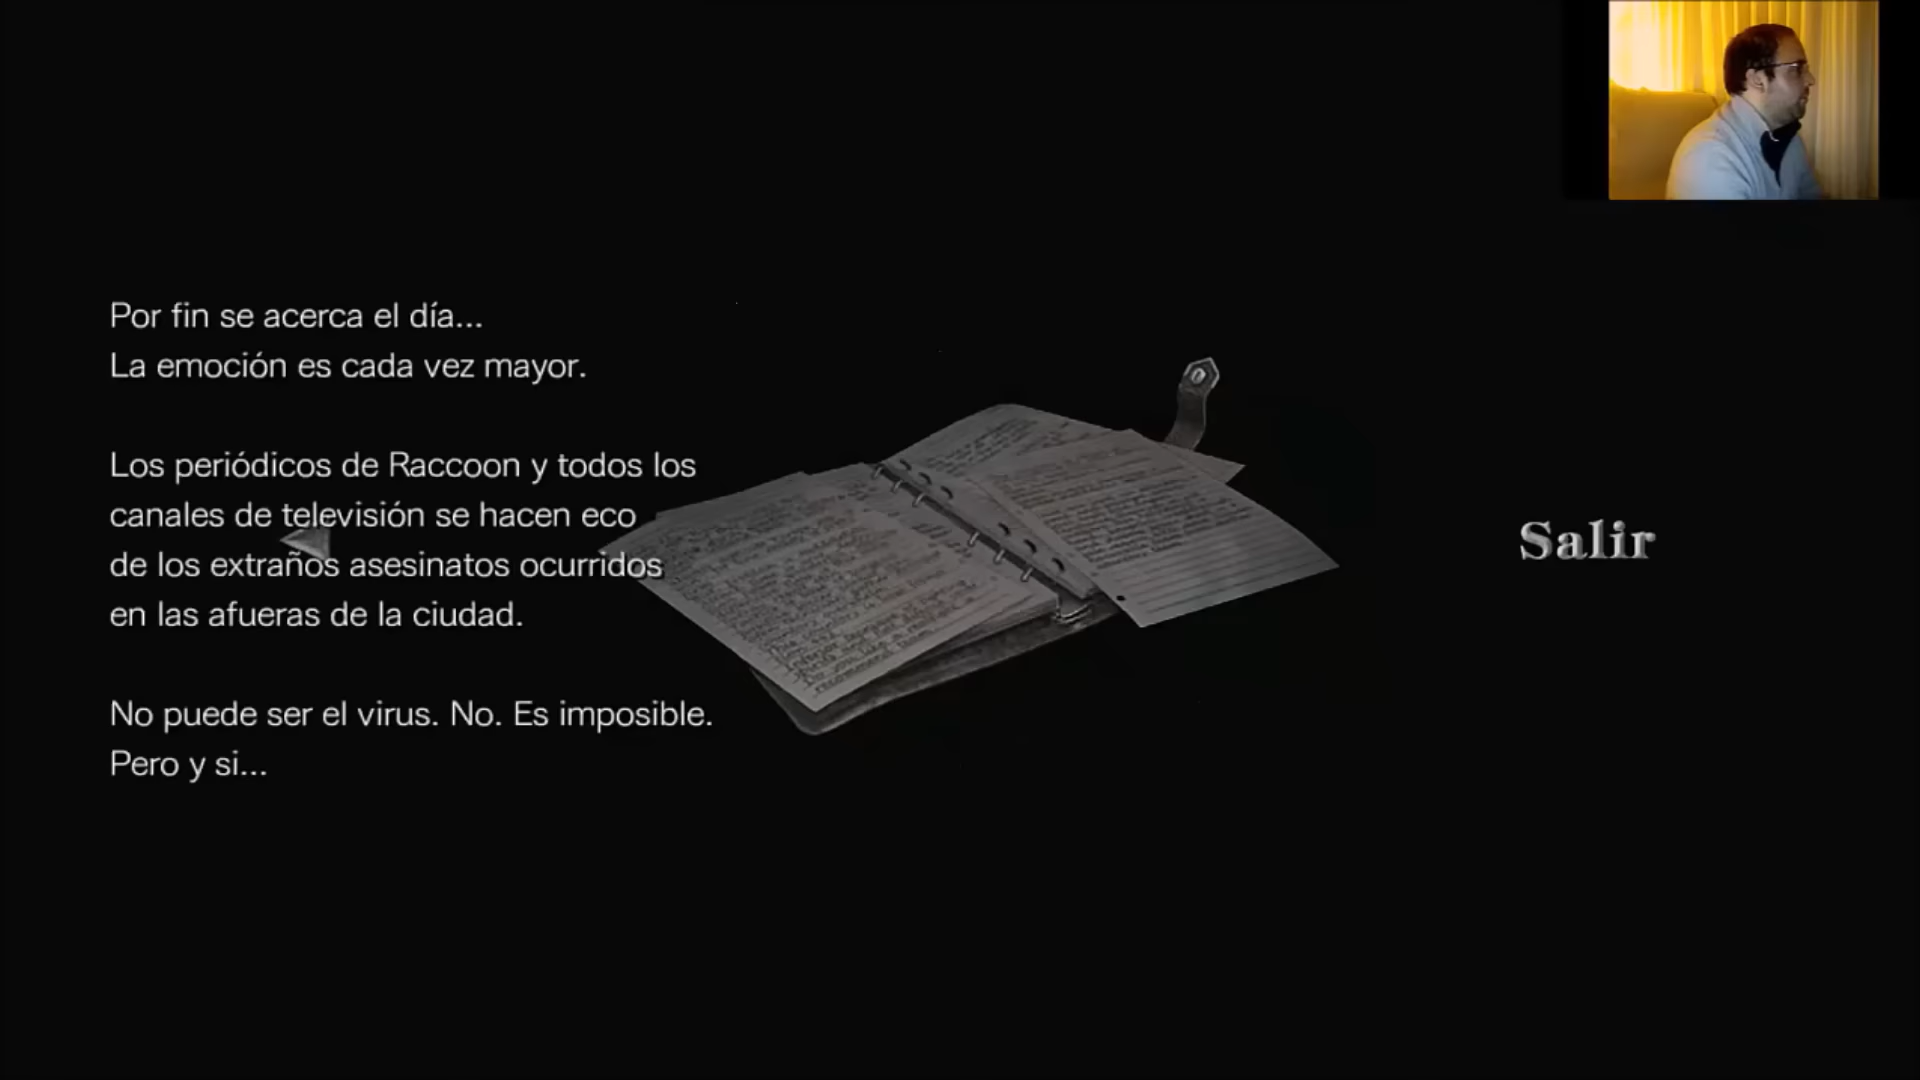 Por fin se acerca el día...
La emoción es cada vez mayor.
Los periódicos de Raccoon y todos los
canales de televisión se hacen eco
de los extraños asesinatos ocurridos
en las afueras de la ciudad.
No puede ser el virus. No. Es imposible.
Pero y si...
Salir